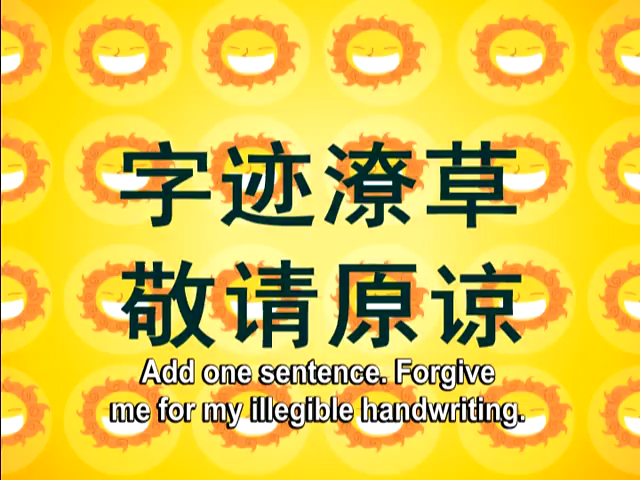 字迹潦草
敬请原谅
Add one sentence. Forgive
me for my illegible handwriting.